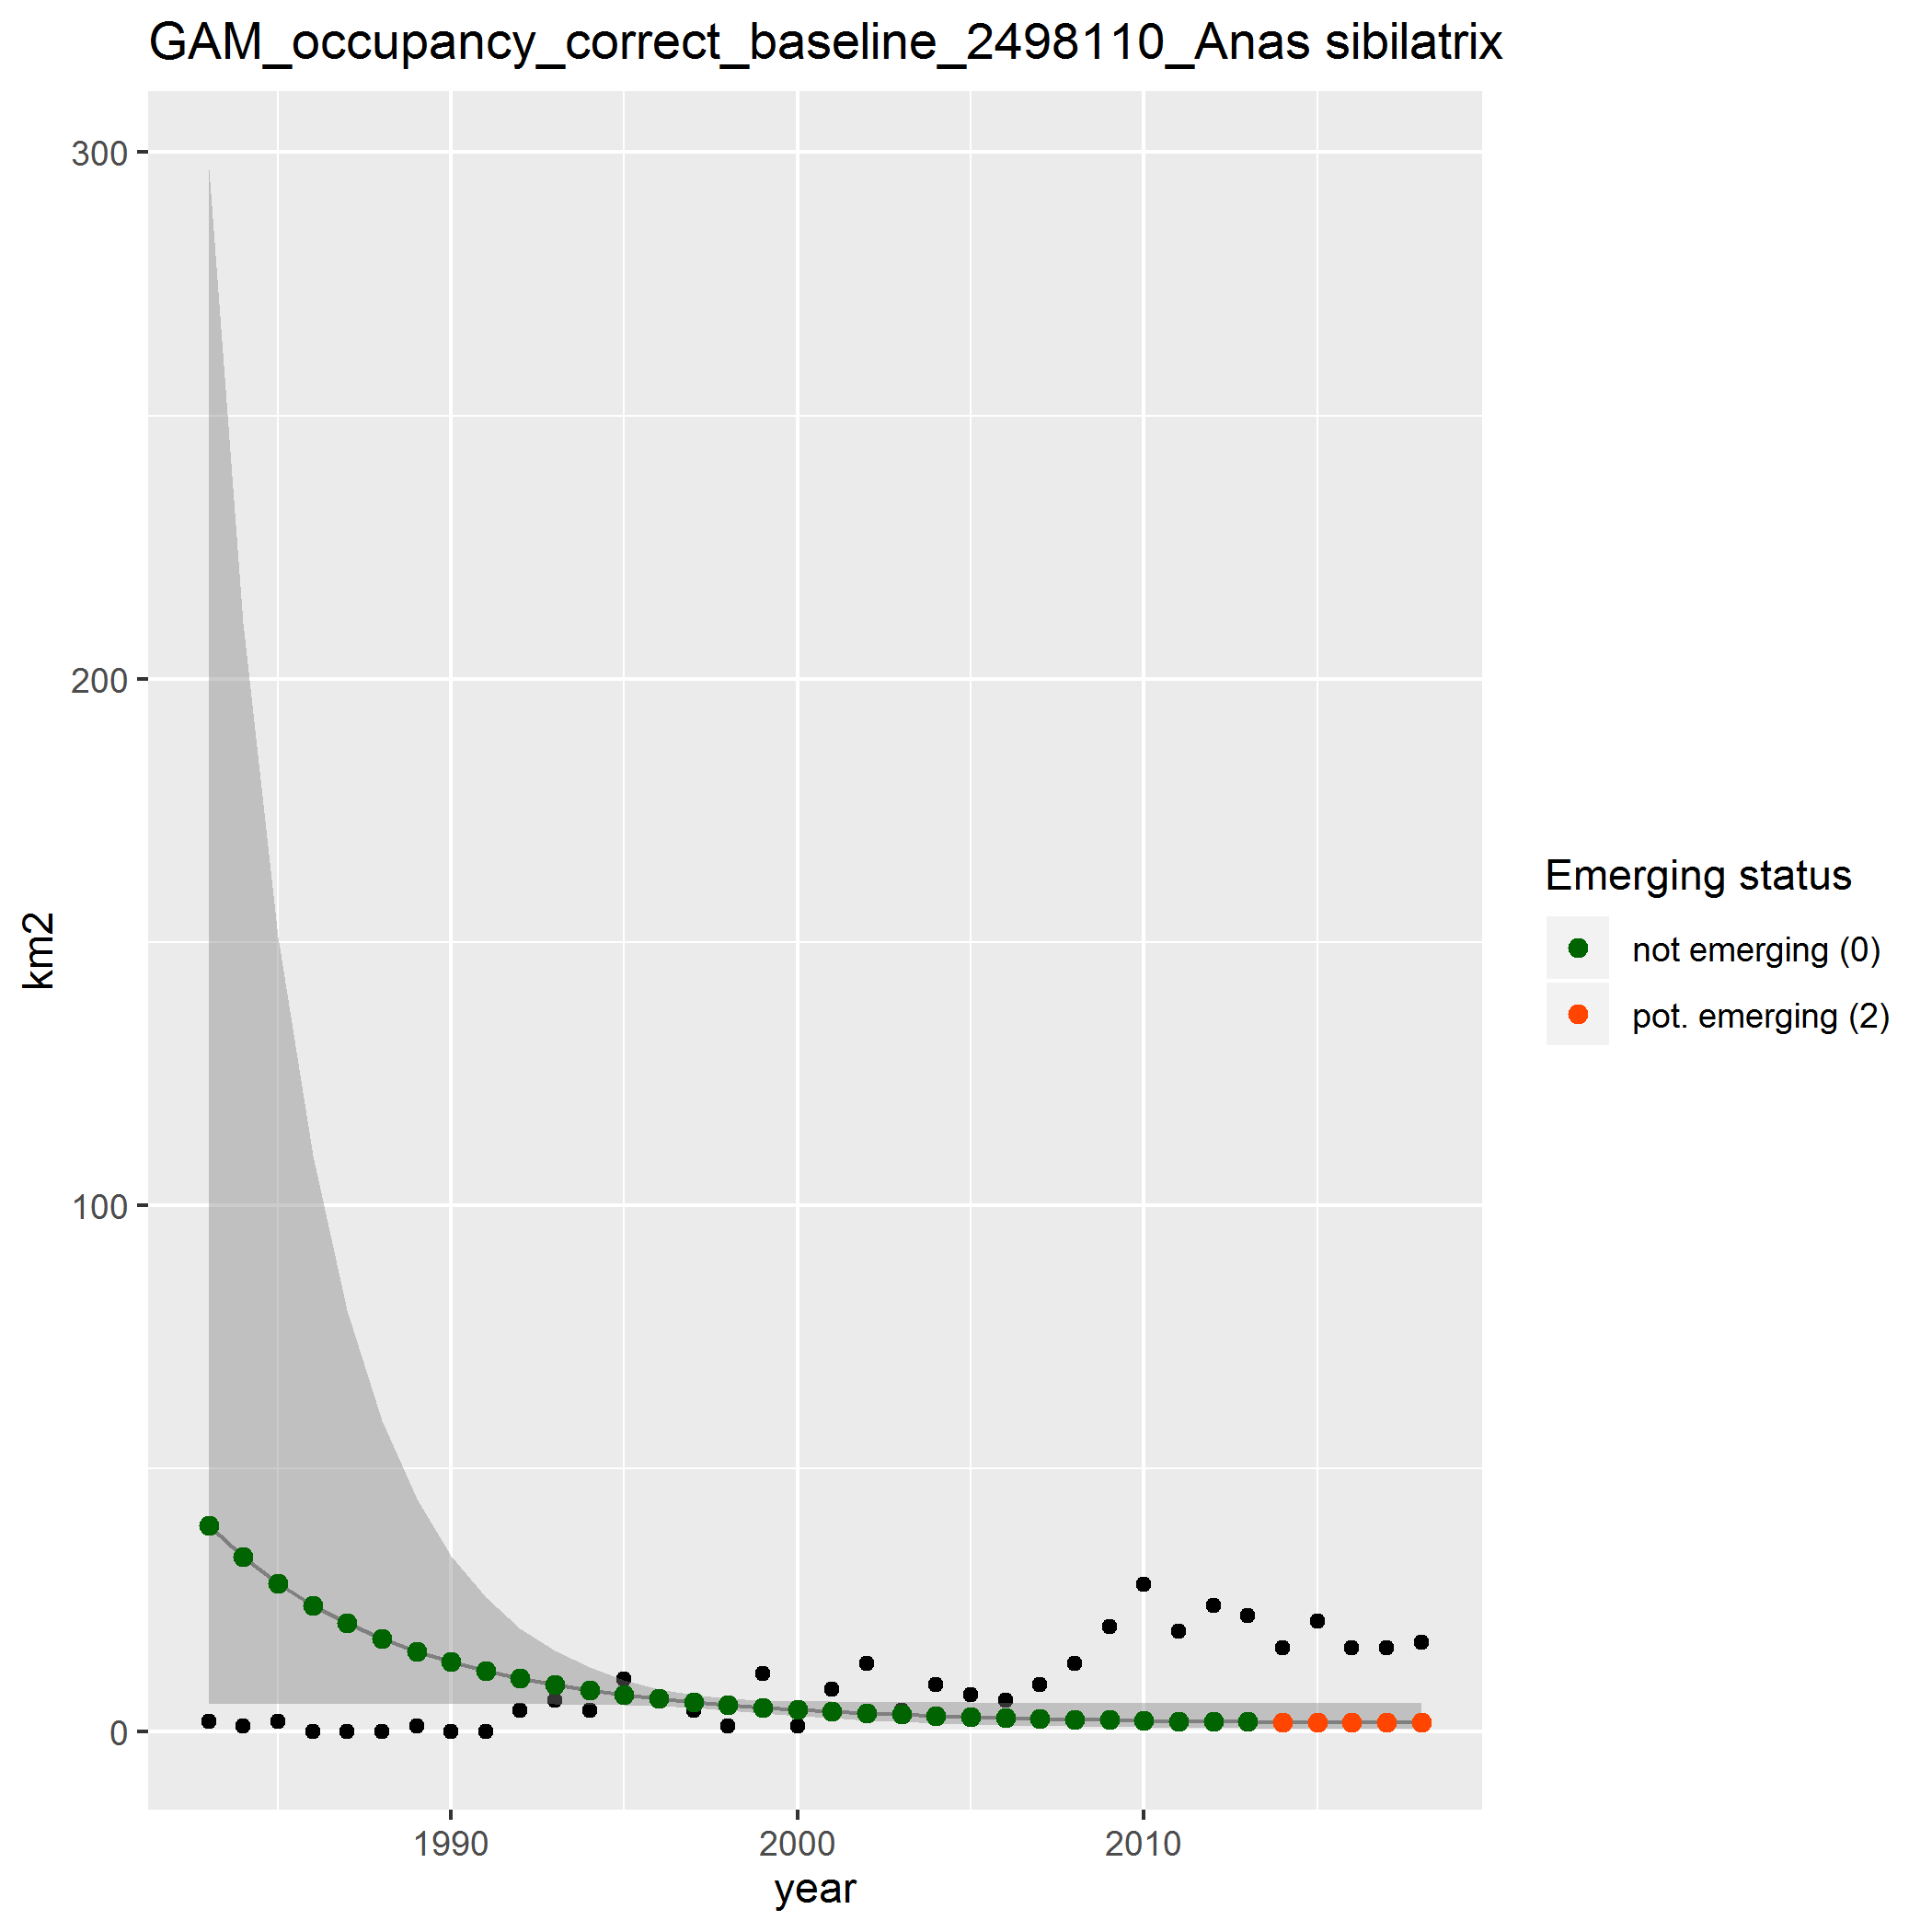 GAM_occupancy_correct_baseline_2498110_Anas sibilatrix
300
200
100
0
km2
1990
2000
2010
year
Emerging status
not emerging (0)
pot. emerging (2)